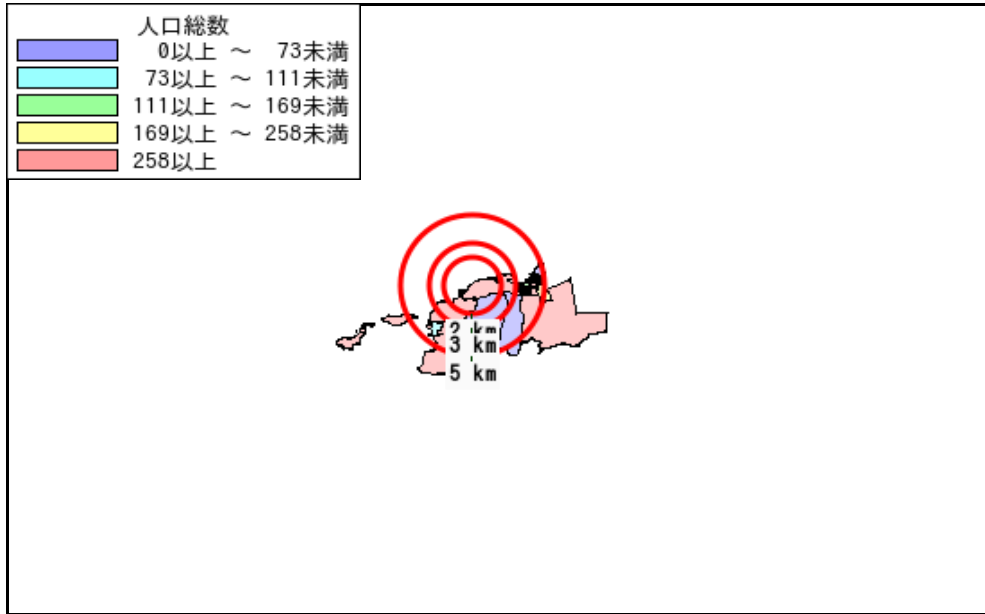 人口総数
0以上 ～ 73未満
73以上 ～ 111未満
111以上 ～ 169未満
169以上 ～ 258未満
258以上
2 km
3 km
5 km